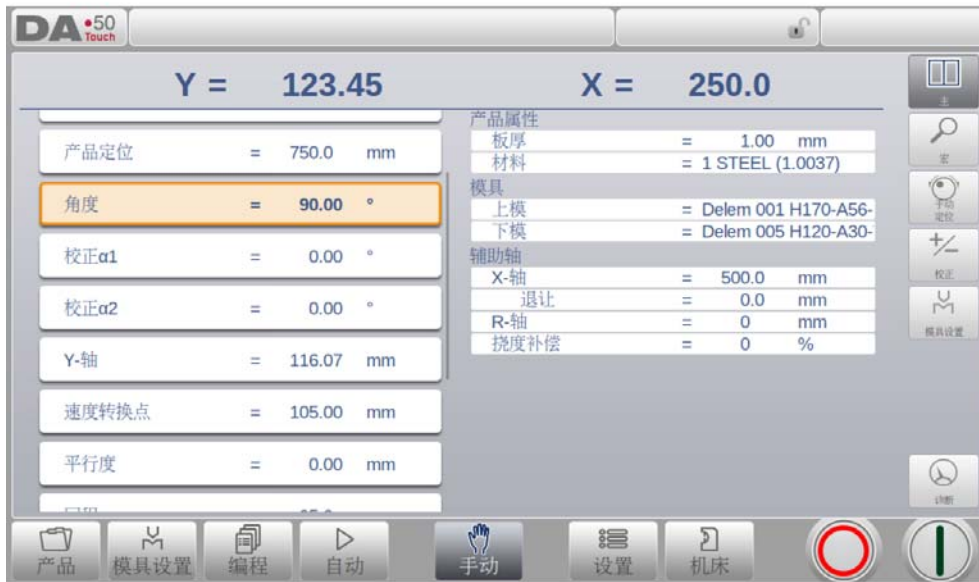 DA•50
Touch
Y = 123.45
X = 250.0
产品定位 = 750.0 mm
角度 = 90.00 °
校正α1 = 0.00 °
校正α2 = 0.00 °
Y-轴 = 116.07 mm
速度转换点 = 105.00 mm
平行度 = 0.00 mm
产品属性
板厚 = 1.00 mm
材料 = 1 STEEL (1.0037)
模具
上模 = Delem 001 H170-A56-
下模 = Delem 005 H120-A30-
辅助轴
X-轴 = 500.0 mm
退让 = 0.0 mm
R-轴 = 0 mm
挠度补偿 = 0 %
主
宏
手动
定位
校正
模具设置
诊断
产品
模具设置
编程
自动
手动
设置
机床